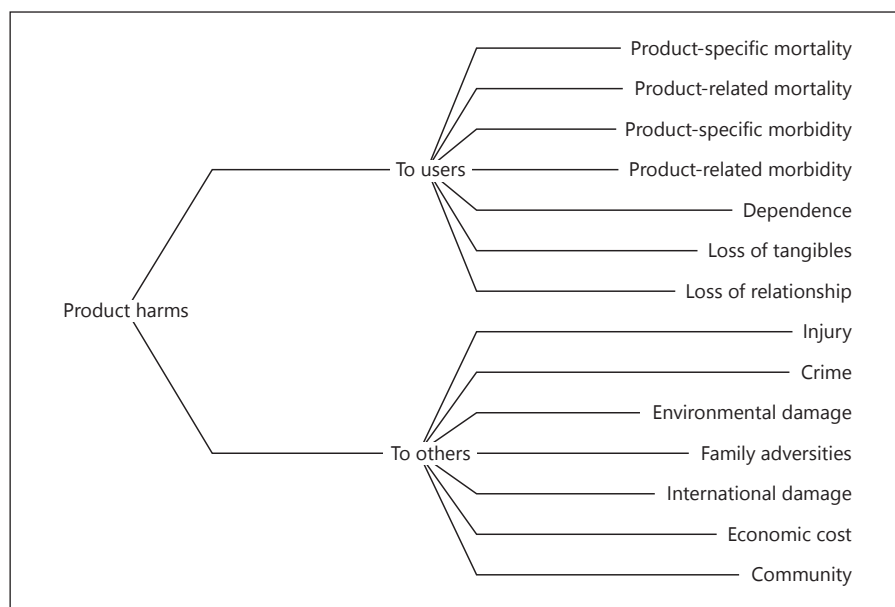 Product-specific mortality
Product-related mortality
Product-specific morbidity
To users
Product-related morbidity
Dependence
Loss of tangibles
Loss of relationship
Product harms
Injury
Crime
Environmental damage
To others
Family adversities
International damage
Economic cost
Community